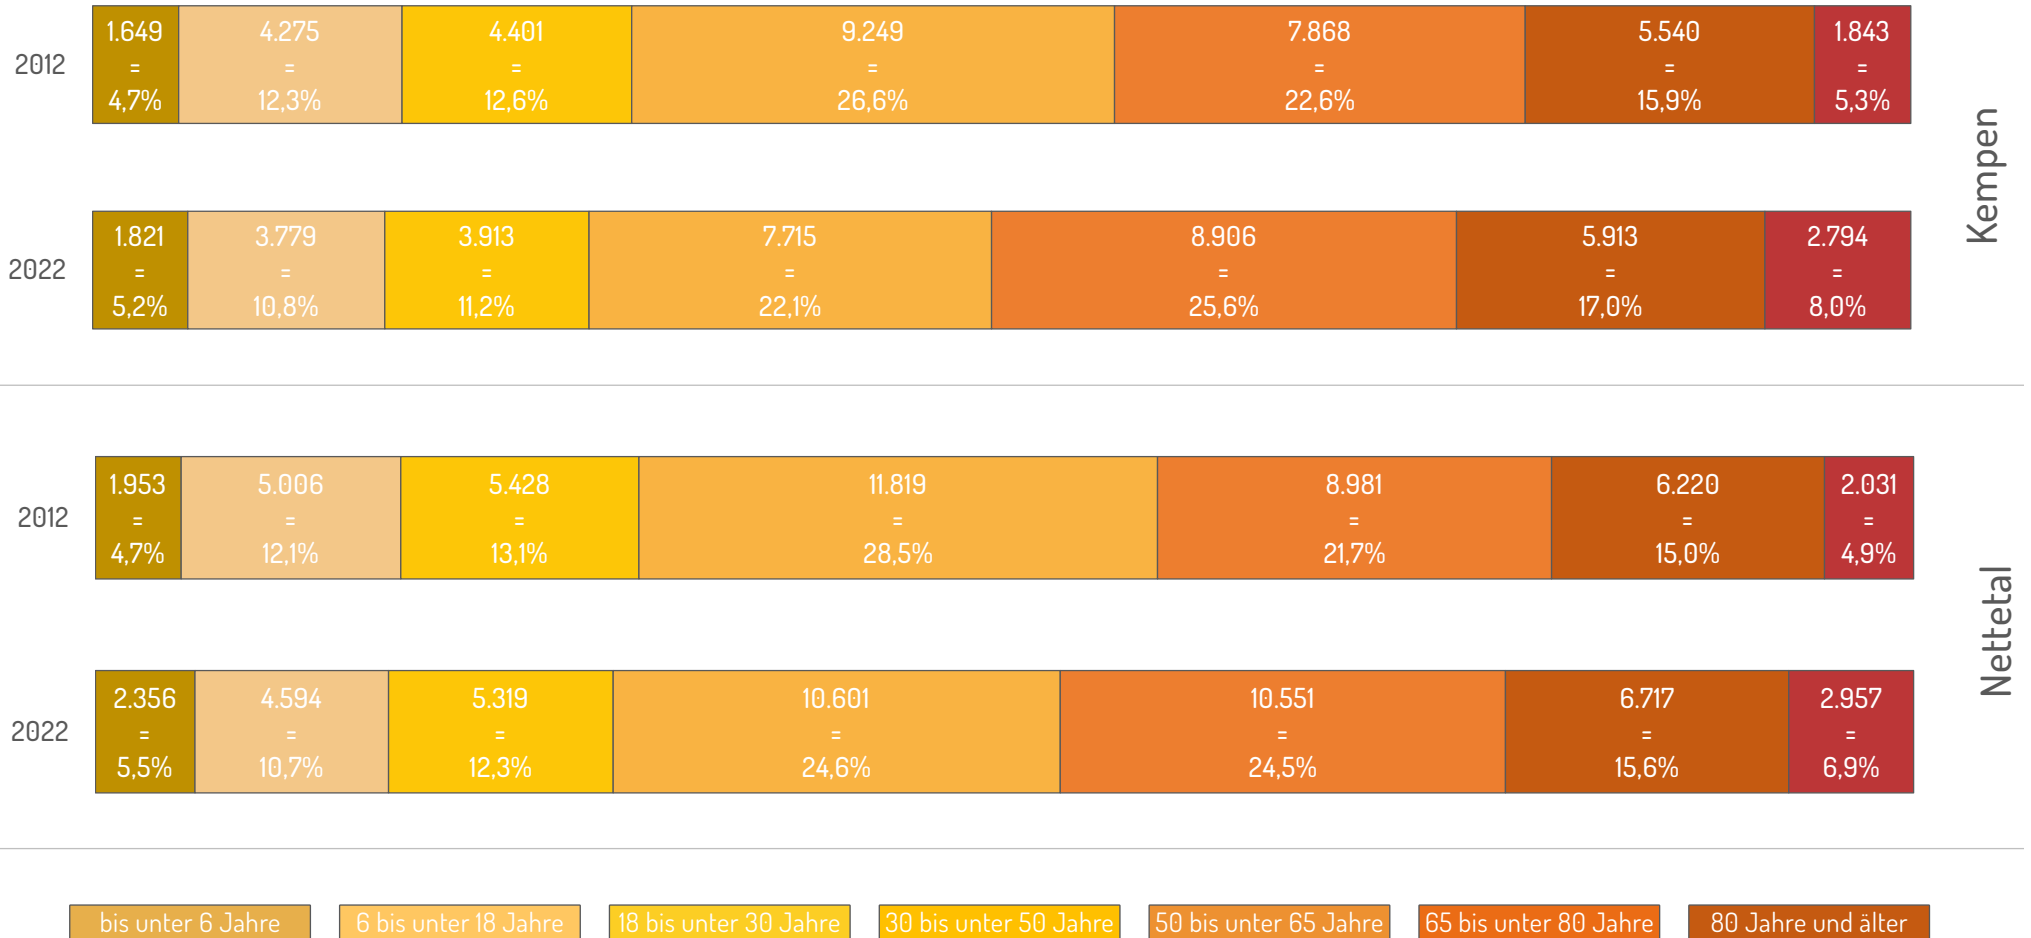 1.649 4.275 4.401 9.249 7.868 5.540 1.843
2012 = = = = = = =
4,7% 12,3% 12,6% 26,6% 22,6% 15,9% 5,3%
Kempen
1.821 3.779 3.913 7.715 8.906 5.913 2.794
2022 = = = = = = =
5,2% 10,8% 11,2% 22,1% 25,6% 17,0% 8,0%
1.953 5.006 5.428 11.819 8.981 6.220 2.031
2012 = = = = = = =
4,7% 12,1% 13,1% 28,5% 21,7% 15,0% 4,9%
Nettetal
2.356 4.594 5.319 10.601 10.551 6.717 2.957
2022 = = = = = = =
5,5% 10,7% 12,3% 24,6% 24,5% 15,6% 6,9%
bis unter 6 Jahre 6 bis unter 18 Jahre 18 bis unter 30 Jahre 30 bis unter 50 Jahre 50 bis unter 65 Jahre 65 bis unter 80 Jahre 80 Jahre und älter